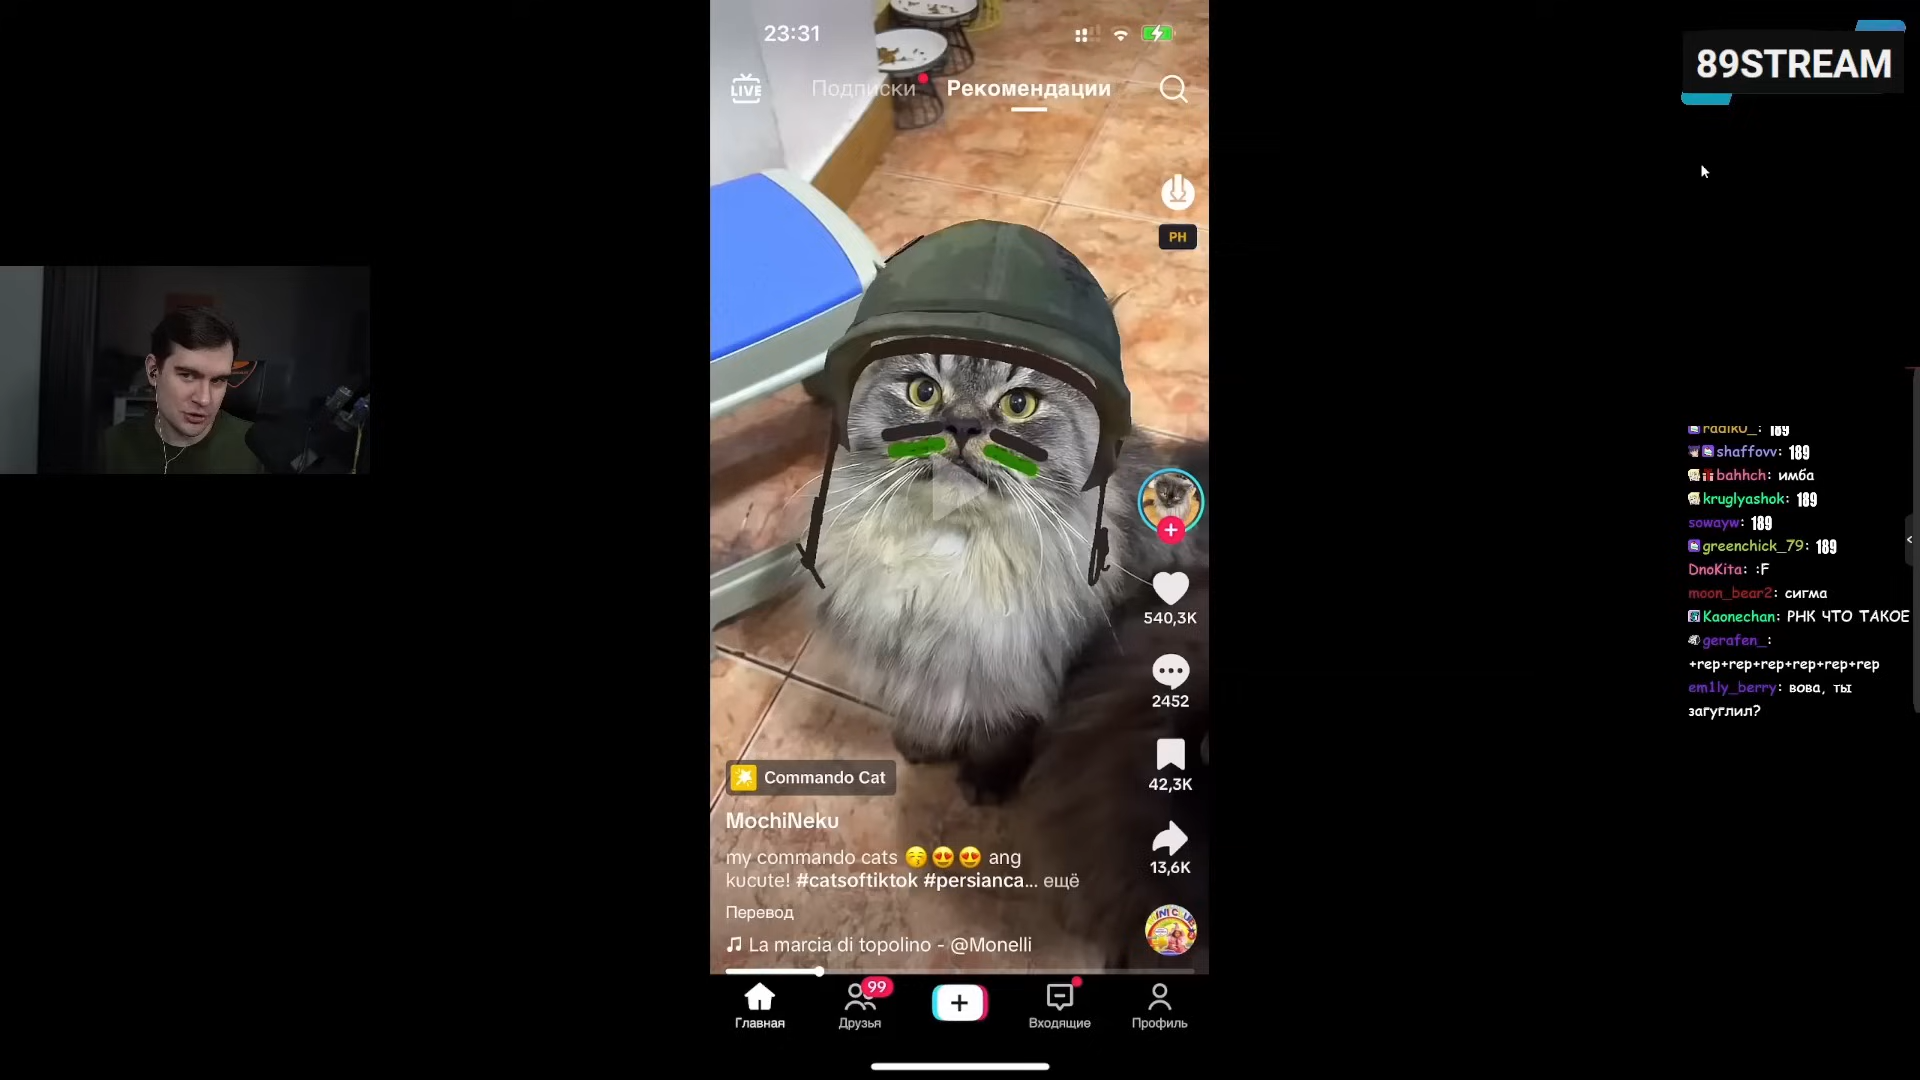 23:31
LIVE
Подписки
Рекомендации
PH
540,3K
2452
42,3K
13,6K
Commando Cat
MochiNeku
my commando cats 😚😍😍 ang
kucute! #catsoftiktok #persianca... ещё
Перевод
La marcia di topolino - @Monelli
Главная
99
Друзья
Входящие
Профиль
89STREAM
radiko_: 189
shaffovv: 189
bahhch: имба
kruglyashok: 189
sowayw: 189
greenchick_79: 189
DnoKita: :F
moon_bear2: сигма
Kaonechan: РНК ЧТО ТАКОЕ
gerafen_:
+rep+rep+rep+rep+rep+rep
em1ly_berry: вова, ты
загуглил?